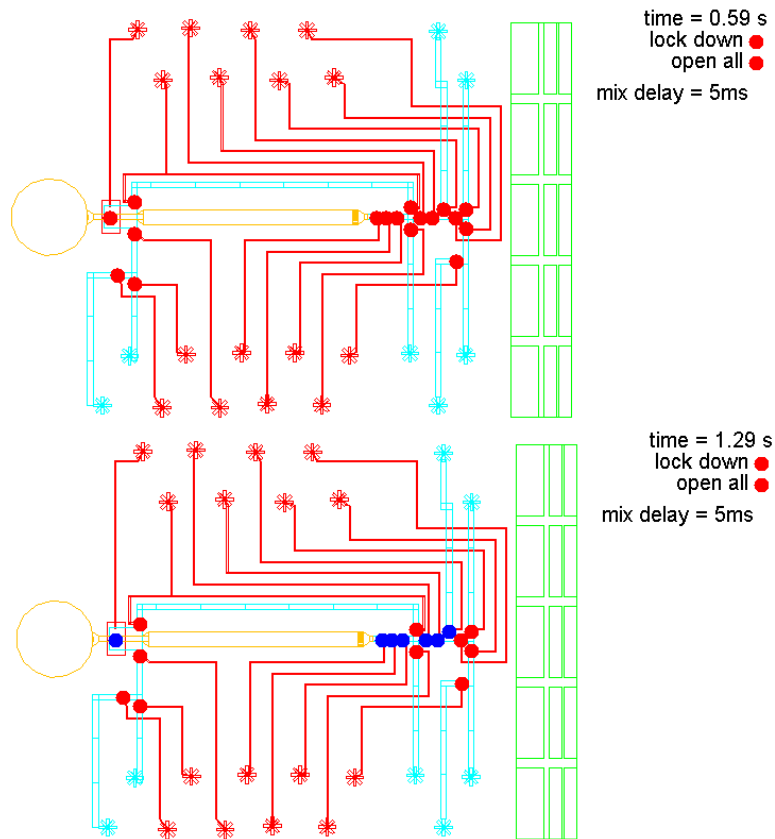 time = 0.59 s
lock down
open all
mix delay = 5ms
time = 1.29 s
lock down
open all
mix delay = 5ms